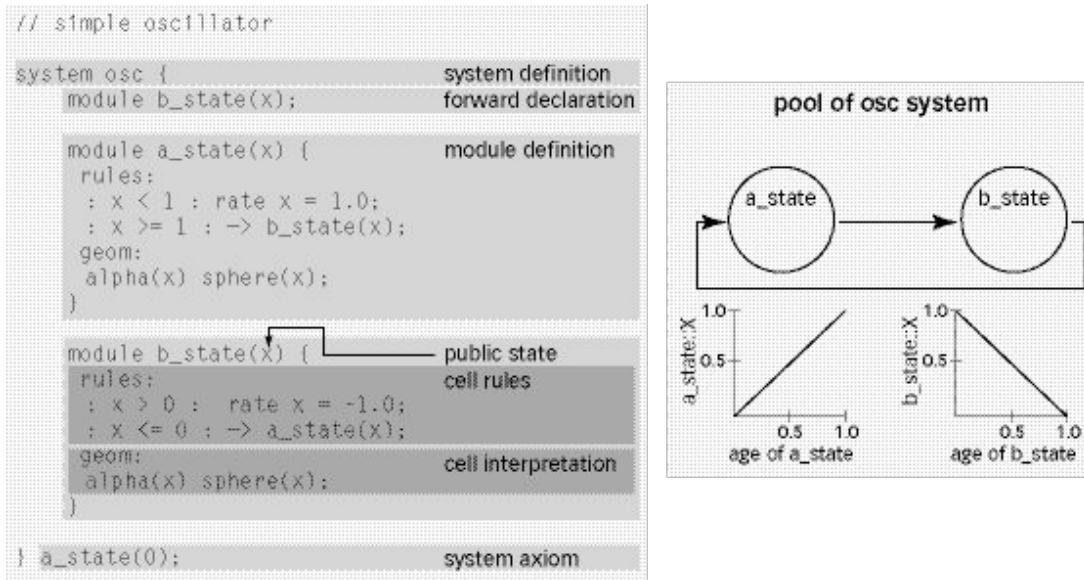 // simple oscillator
system osc { system definition
module b_state(x); forward declaration
module a_state(x) { module definition
rules:
: x < 1 : rate x = 1.0;
: x >= 1 : -> b_state(x);
geom:
alpha(x) sphere(x);
}
module b_state(x) { public state
rules: cell rules
: x > 0 : rate x = -1.0;
: x <= 0 : -> a_state(x);
geom: cell interpretation
alpha(x) sphere(x);
}
} a_state(0); system axiom
pool of osc system
a_state b_state
1.0 1.0
a_state::X b_state::X
0.5 0.5
0.5 1.0 0.5 1.0
age of a_state age of b_state